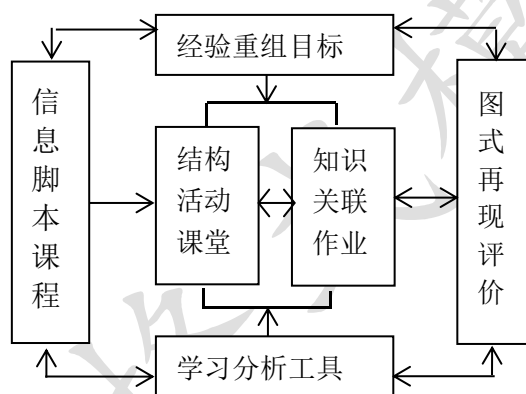 经验重组目标
信
息
脚
本
课
程
结构
活动
课堂
知识
关联
作业
图
式
再
现
评
价
学习分析工具